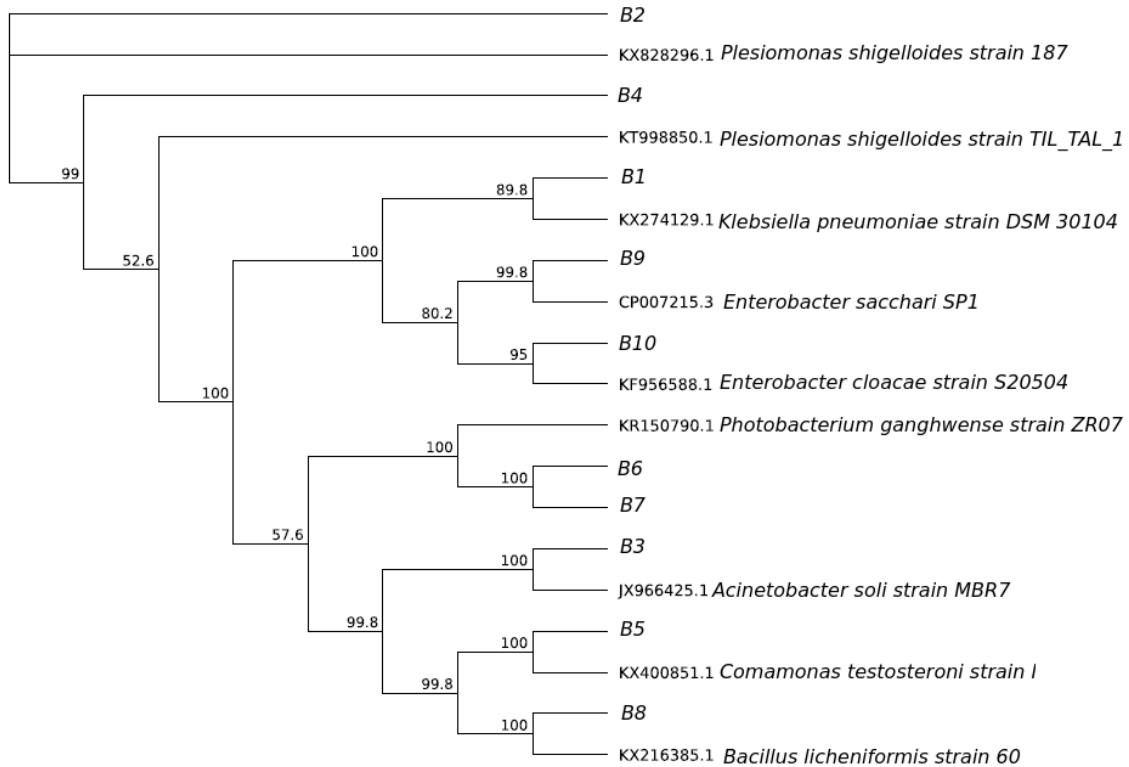 B2
KX828296.1 Plesiomonas shigelloides strain 187
B4
KT998850.1 Plesiomonas shigelloides strain TIL_TAL_1
99
B1
89.8
KX274129.1 Klebsiella pneumoniae strain DSM 30104
100
52.6
B9
99.8
CP007215.3 Enterobacter sacchari SP1
80.2
B10
95
KF956588.1 Enterobacter cloacae strain S20504
100
KR150790.1 Photobacterium ganghwense strain ZR07
100
B6
100
B7
57.6
B3
100
JX966425.1 Acinetobacter soli strain MBR7
99.8
B5
100
KX400851.1 Comamonas testosteroni strain I
99.8
B8
100
KX216385.1 Bacillus licheniformis strain 60